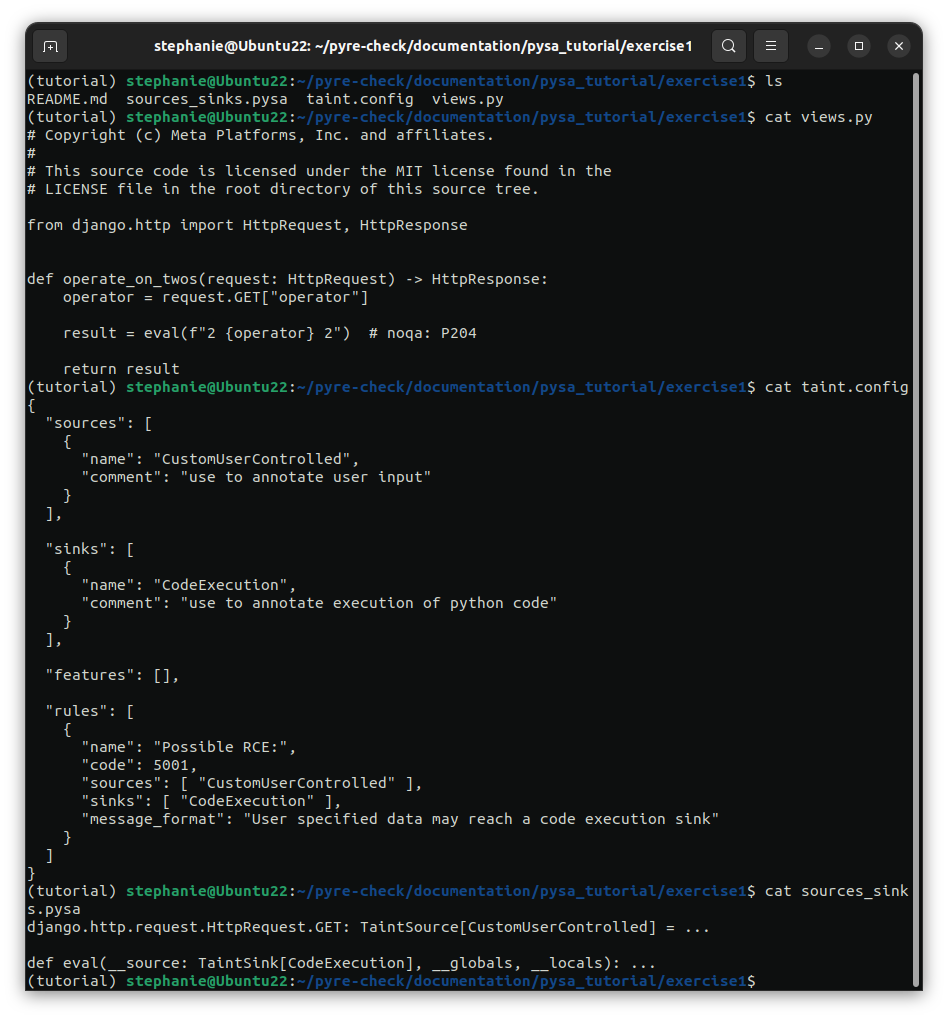 stephanie@Ubuntu22: ~/pyre-check/documentation/pysa_tutorial/exercise1
(tutorial) stephanie@Ubuntu22:~/pyre-check/documentation/pysa_tutorial/exercise1$ ls
README.md  sources_sinks.pysa  taint.config  views.py
(tutorial) stephanie@Ubuntu22:~/pyre-check/documentation/pysa_tutorial/exercise1$ cat views.py
# Copyright (c) Meta Platforms, Inc. and affiliates.
#
# This source code is licensed under the MIT license found in the
# LICENSE file in the root directory of this source tree.

from django.http import HttpRequest, HttpResponse


def operate_on_twos(request: HttpRequest) -> HttpResponse:
    operator = request.GET["operator"]

    result = eval(f"2 {operator} 2")  # noqa: P204

    return result
(tutorial) stephanie@Ubuntu22:~/pyre-check/documentation/pysa_tutorial/exercise1$ cat taint.config
{
  "sources": [
    {
      "name": "CustomUserControlled",
      "comment": "use to annotate user input"
    }
  ],

  "sinks": [
    {
      "name": "CodeExecution",
      "comment": "use to annotate execution of python code"
    }
  ],

  "features": [],

  "rules": [
    {
      "name": "Possible RCE:",
      "code": 5001,
      "sources": [ "CustomUserControlled" ],
      "sinks": [ "CodeExecution" ],
      "message_format": "User specified data may reach a code execution sink"
    }
  ]
}
(tutorial) stephanie@Ubuntu22:~/pyre-check/documentation/pysa_tutorial/exercise1$ cat sources_sink
s.pysa
django.http.request.HttpRequest.GET: TaintSource[CustomUserControlled] = ...

def eval(__source: TaintSink[CodeExecution], __globals, __locals): ...
(tutorial) stephanie@Ubuntu22:~/pyre-check/documentation/pysa_tutorial/exercise1$